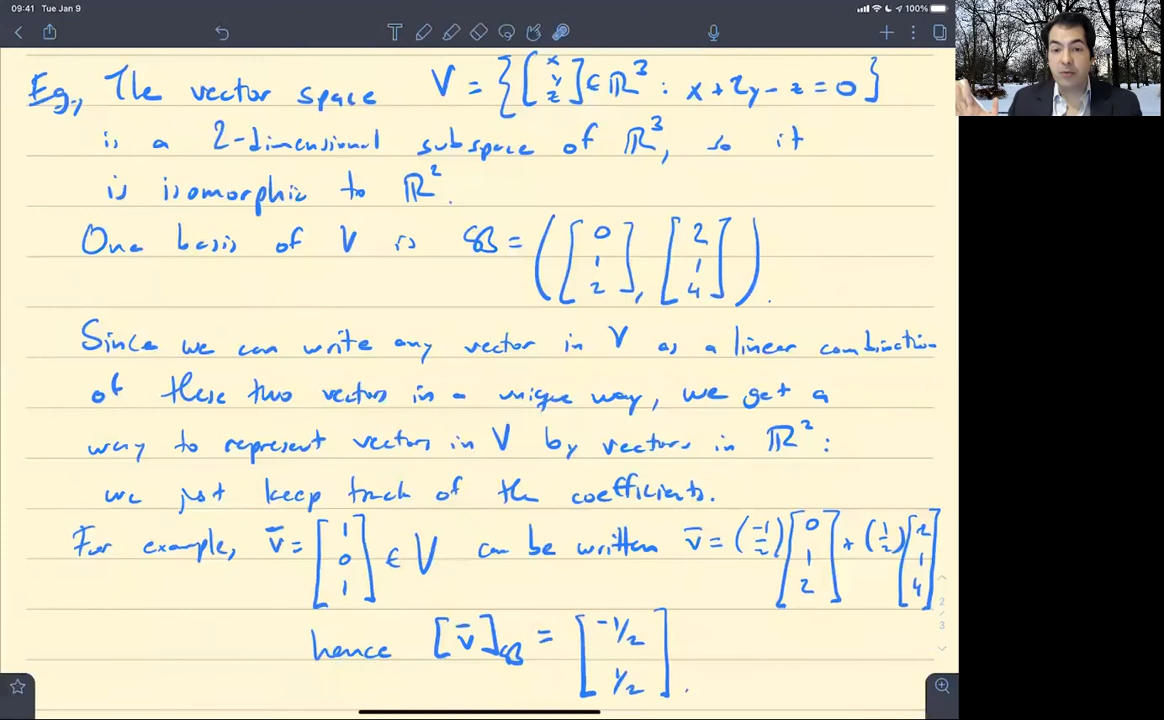 09:41 Tue Jan 9
100%
Eg., The vector space V = {[x y z] ∈ ℝ³ : x+2y-z=0}
is a 2-dimensional subspace of ℝ³, so it
is isomorphic to ℝ².
One basis of V is 𝔅 = ([0 1 2], [2 1 4]).
Since we can write any vector in V as a linear combination
of these two vectors in a unique way, we get a
way to represent vectors in V by vectors in ℝ²:
we just keep track of the coefficients.
For example, v̄ = [1 0 1] ∈ V can be written v̄ = (-1/2)[0 1 2] + (1/2)[2 1 4]
hence [v̄]𝔅 = [-1/2 1/2].
2/3